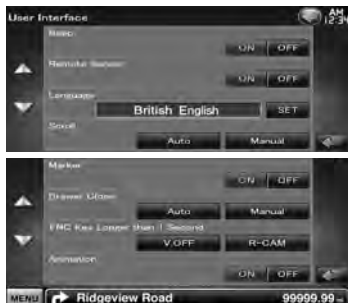 User Interface
AM
12:34
Beep
ON OFF
Remote Sensor
ON OFF
Language
British English SET
Scroll
Auto Manual
Marker
ON OFF
Drawer Close
Auto Manual
FNC Key Longer than 1 Second
V.OFF R-CAM
Animation
ON OFF
MENU Ridgeview Road 99999.99